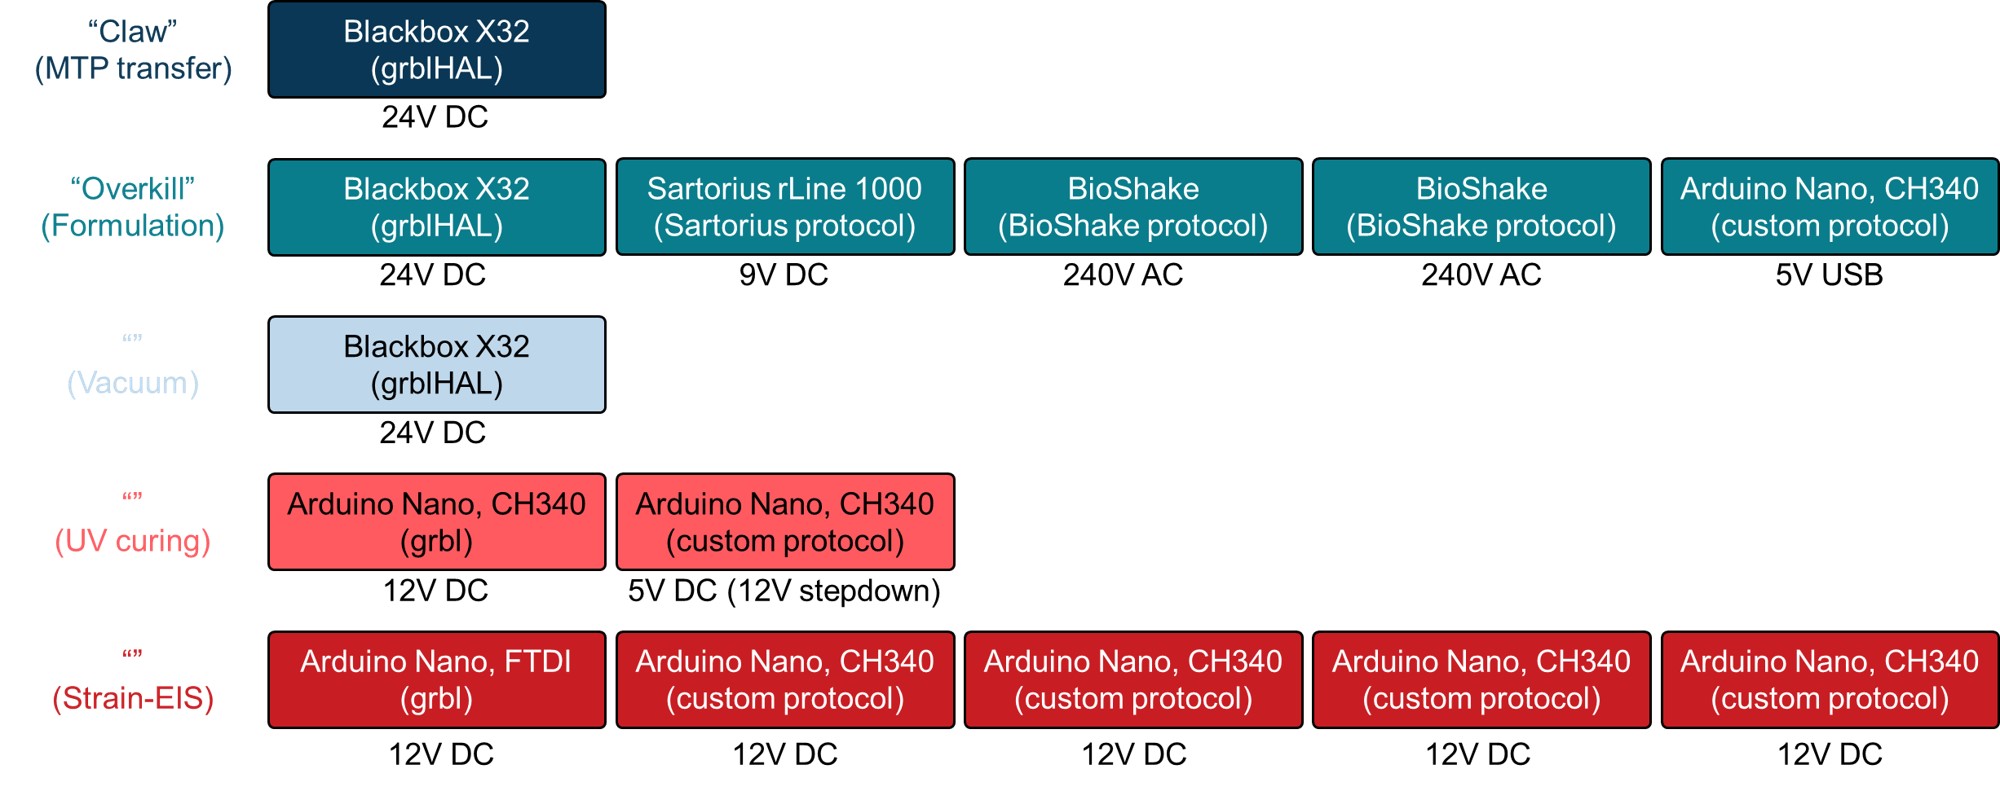 “Claw”
(MTP transfer)
Blackbox X32
(grblHAL)
24V DC
“Overkill”
(Formulation)
Blackbox X32
(grblHAL)
24V DC
Sartorius rLine 1000
(Sartorius protocol)
9V DC
BioShake
(BioShake protocol)
240V AC
BioShake
(BioShake protocol)
240V AC
Arduino Nano, CH340
(custom protocol)
5V USB
“”
(Vacuum)
Blackbox X32
(grblHAL)
24V DC
“”
(UV curing)
Arduino Nano, CH340
(grbl)
12V DC
Arduino Nano, CH340
(custom protocol)
5V DC (12V stepdown)
“”
(Strain-EIS)
Arduino Nano, FTDI
(grbl)
12V DC
Arduino Nano, CH340
(custom protocol)
12V DC
Arduino Nano, CH340
(custom protocol)
12V DC
Arduino Nano, CH340
(custom protocol)
12V DC
Arduino Nano, CH340
(custom protocol)
12V DC